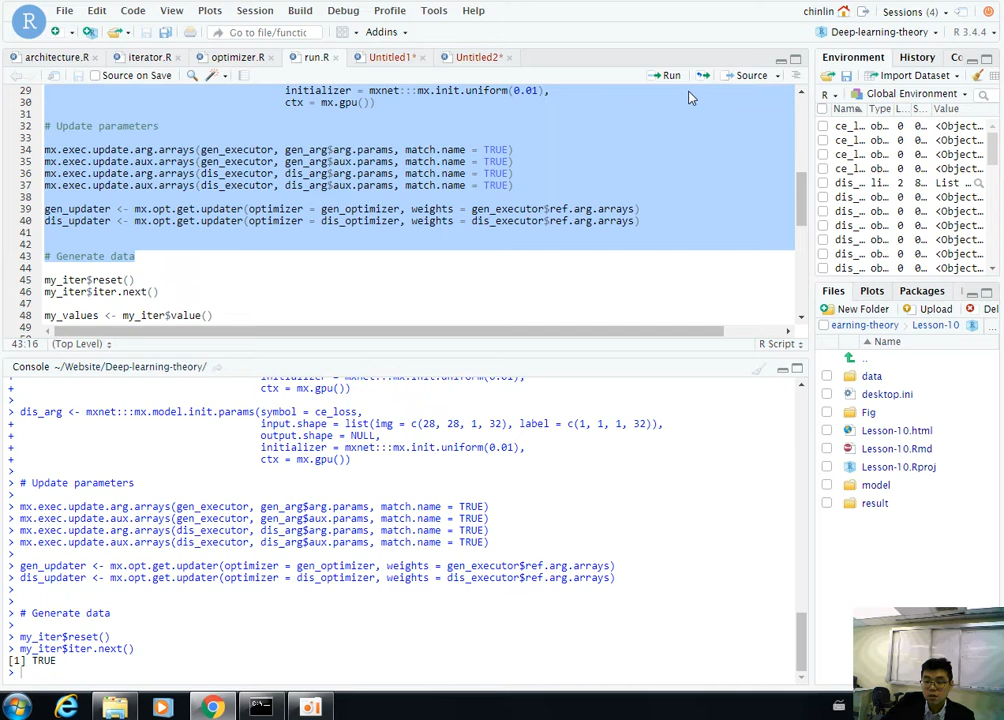 File Edit Code View Plots Session Build Debug Profile Tools Help
chinlin Sessions (4)
Go to file/functic Addins Deep-learning-theory R 3.4.4
architecture.R × iterator.R × optimizer.R × run.R × Untitled1* × Untitled2* ×
Source on Save Run Source
29 initializer = mxnet:::mx.init.uniform(0.01),
30 ctx = mx.gpu())
31
32 # Update parameters
33
34 mx.exec.update.arg.arrays(gen_executor, gen_arg$arg.params, match.name = TRUE)
35 mx.exec.update.aux.arrays(gen_executor, gen_arg$aux.params, match.name = TRUE)
36 mx.exec.update.arg.arrays(dis_executor, dis_arg$arg.params, match.name = TRUE)
37 mx.exec.update.aux.arrays(dis_executor, dis_arg$aux.params, match.name = TRUE)
38
39 gen_updater <- mx.opt.get.updater(optimizer = gen_optimizer, weights = gen_executor$ref.arg.arrays)
40 dis_updater <- mx.opt.get.updater(optimizer = dis_optimizer, weights = dis_executor$ref.arg.arrays)
41
42
43 # Generate data
44
45 my_iter$reset()
46 my_iter$iter.next()
47
48 my_values <- my_iter$value()
49
43:16 (Top Level) R Script
Console ~/Website/Deep-learning-theory/
+ initializer = mxnet:::mx.init.uniform(0.01),
+ ctx = mx.gpu())
>
> dis_arg <- mxnet:::mx.model.init.params(symbol = ce_loss,
+ input.shape = list(img = c(28, 28, 1, 32), label = c(1, 1, 1, 32)),
+ output.shape = NULL,
+ initializer = mxnet:::mx.init.uniform(0.01),
+ ctx = mx.gpu())
>
> # Update parameters
>
> mx.exec.update.arg.arrays(gen_executor, gen_arg$arg.params, match.name = TRUE)
> mx.exec.update.aux.arrays(gen_executor, gen_arg$aux.params, match.name = TRUE)
> mx.exec.update.arg.arrays(dis_executor, dis_arg$arg.params, match.name = TRUE)
> mx.exec.update.aux.arrays(dis_executor, dis_arg$aux.params, match.name = TRUE)
>
> gen_updater <- mx.opt.get.updater(optimizer = gen_optimizer, weights = gen_executor$ref.arg.arrays)
> dis_updater <- mx.opt.get.updater(optimizer = dis_optimizer, weights = dis_executor$ref.arg.arrays)
>
>
> # Generate data
>
> my_iter$reset()
> my_iter$iter.next()
[1] TRUE
>
Environment History Co
Import Dataset
R Global Environment
Name Type L... S... Value
ce_l... ob... 0 0... <Object...
ce_l... ob... 0 0... <Object...
ce_l... ob... 0 0... <Object...
ce_l... ob... 0 0... <Object...
dis_... li... 2 8... List ...
dis_... ob... 0 0... <Object...
dis_... ob... 0 0... <Object...
dis_... ob... 0 0... <Object...
dis_... ob... 0 0... <Object...
dis_... ob... 0 0... <Object...
dis_... ob... 0 0... <Object...
Files Plots Packages
New Folder Upload Del
earning-theory Lesson-10 ...
Name
..
data
desktop.ini
Fig
Lesson-10.html
Lesson-10.Rmd
Lesson-10.Rproj
model
result